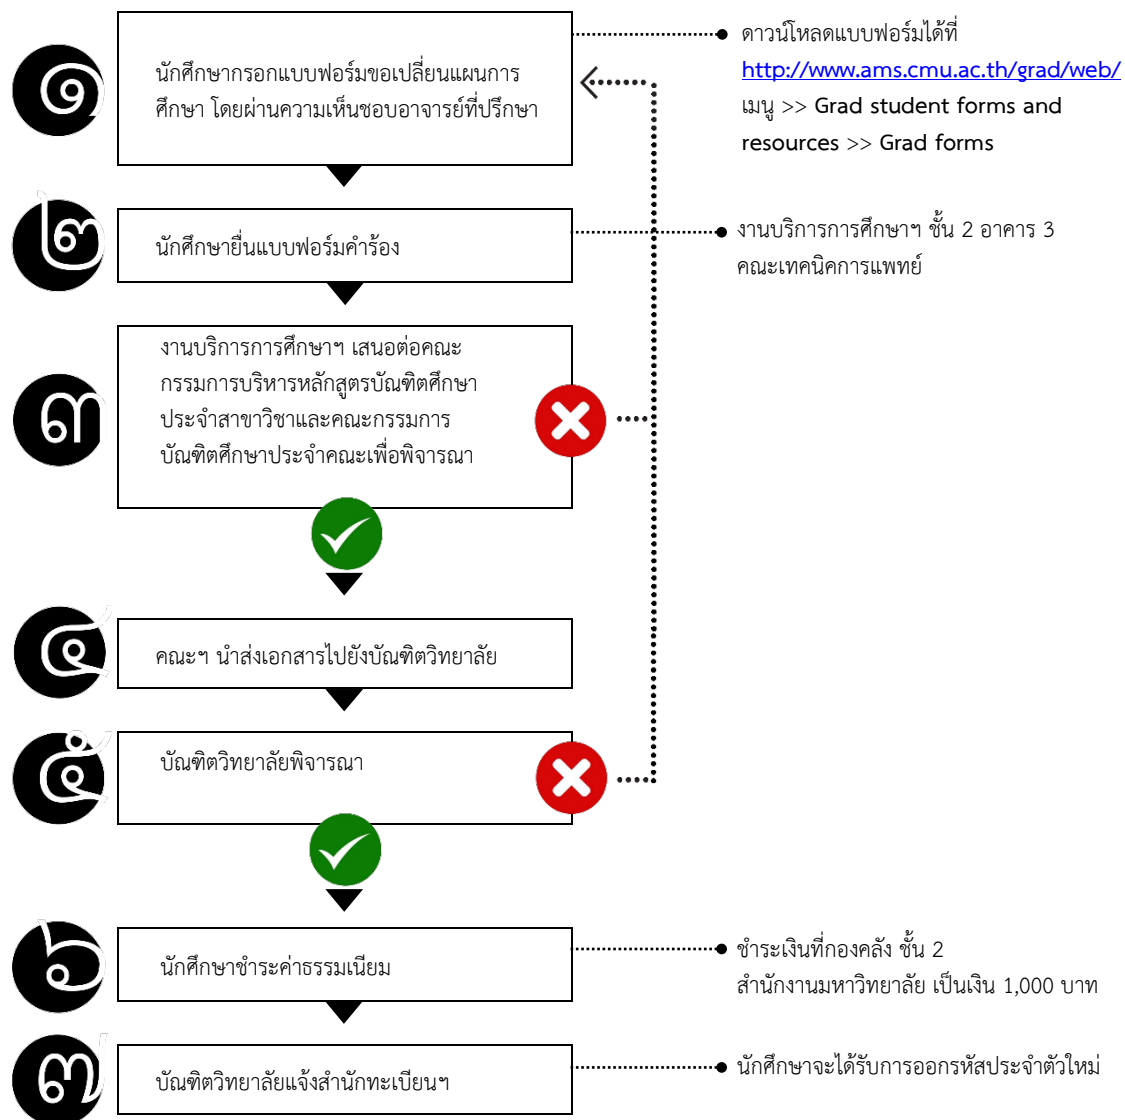 ๑
นักศึกษากรอกแบบฟอร์มขอเปลี่ยนแผนการ
ศึกษา โดยผ่านความเห็นชอบอาจารย์ที่ปรึกษา
ดาวน์โหลดแบบฟอร์มได้ที่
http://www.ams.cmu.ac.th/grad/web/
เมนู >> Grad student forms and
resources >> Grad forms
๒
นักศึกษายื่นแบบฟอร์มคำร้อง
งานบริการการศึกษาฯ ชั้น 2 อาคาร 3
คณะเทคนิคการแพทย์
๓
งานบริการการศึกษาฯ เสนอต่อคณะ
กรรมการบริหารหลักสูตรบัณฑิตศึกษา
ประจำสาขาวิชาและคณะกรรมการ
บัณฑิตศึกษาประจำคณะเพื่อพิจารณา
๔
คณะฯ นำส่งเอกสารไปยังบัณฑิตวิทยาลัย
๕
บัณฑิตวิทยาลัยพิจารณา
๖
นักศึกษาชำระค่าธรรมเนียม
ชำระเงินที่กองคลัง ชั้น 2
สำนักงานมหาวิทยาลัย เป็นเงิน 1,000 บาท
๗
บัณฑิตวิทยาลัยแจ้งสำนักทะเบียนฯ
นักศึกษาจะได้รับการออกรหัสประจำตัวใหม่